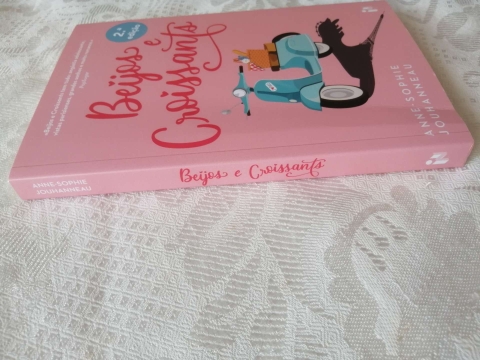 2.ª
edição
Beijos e
Croissants
ANNE-SOPHIE
JOUHANNEAU
ANNE-SOPHIE
JOUHANNEAU
Beijos e Croissants